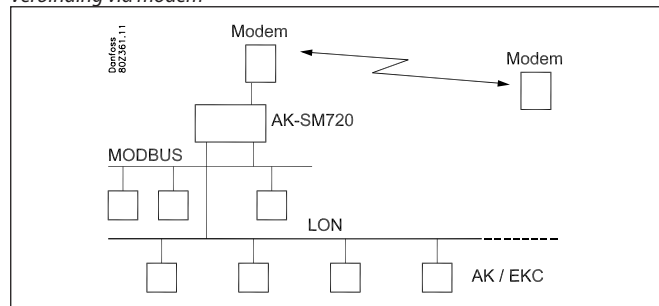 verbinding via modem
Danfoss
80Z361.11
Modem
Modem
AK-SM720
MODBUS
LON
AK / EKC